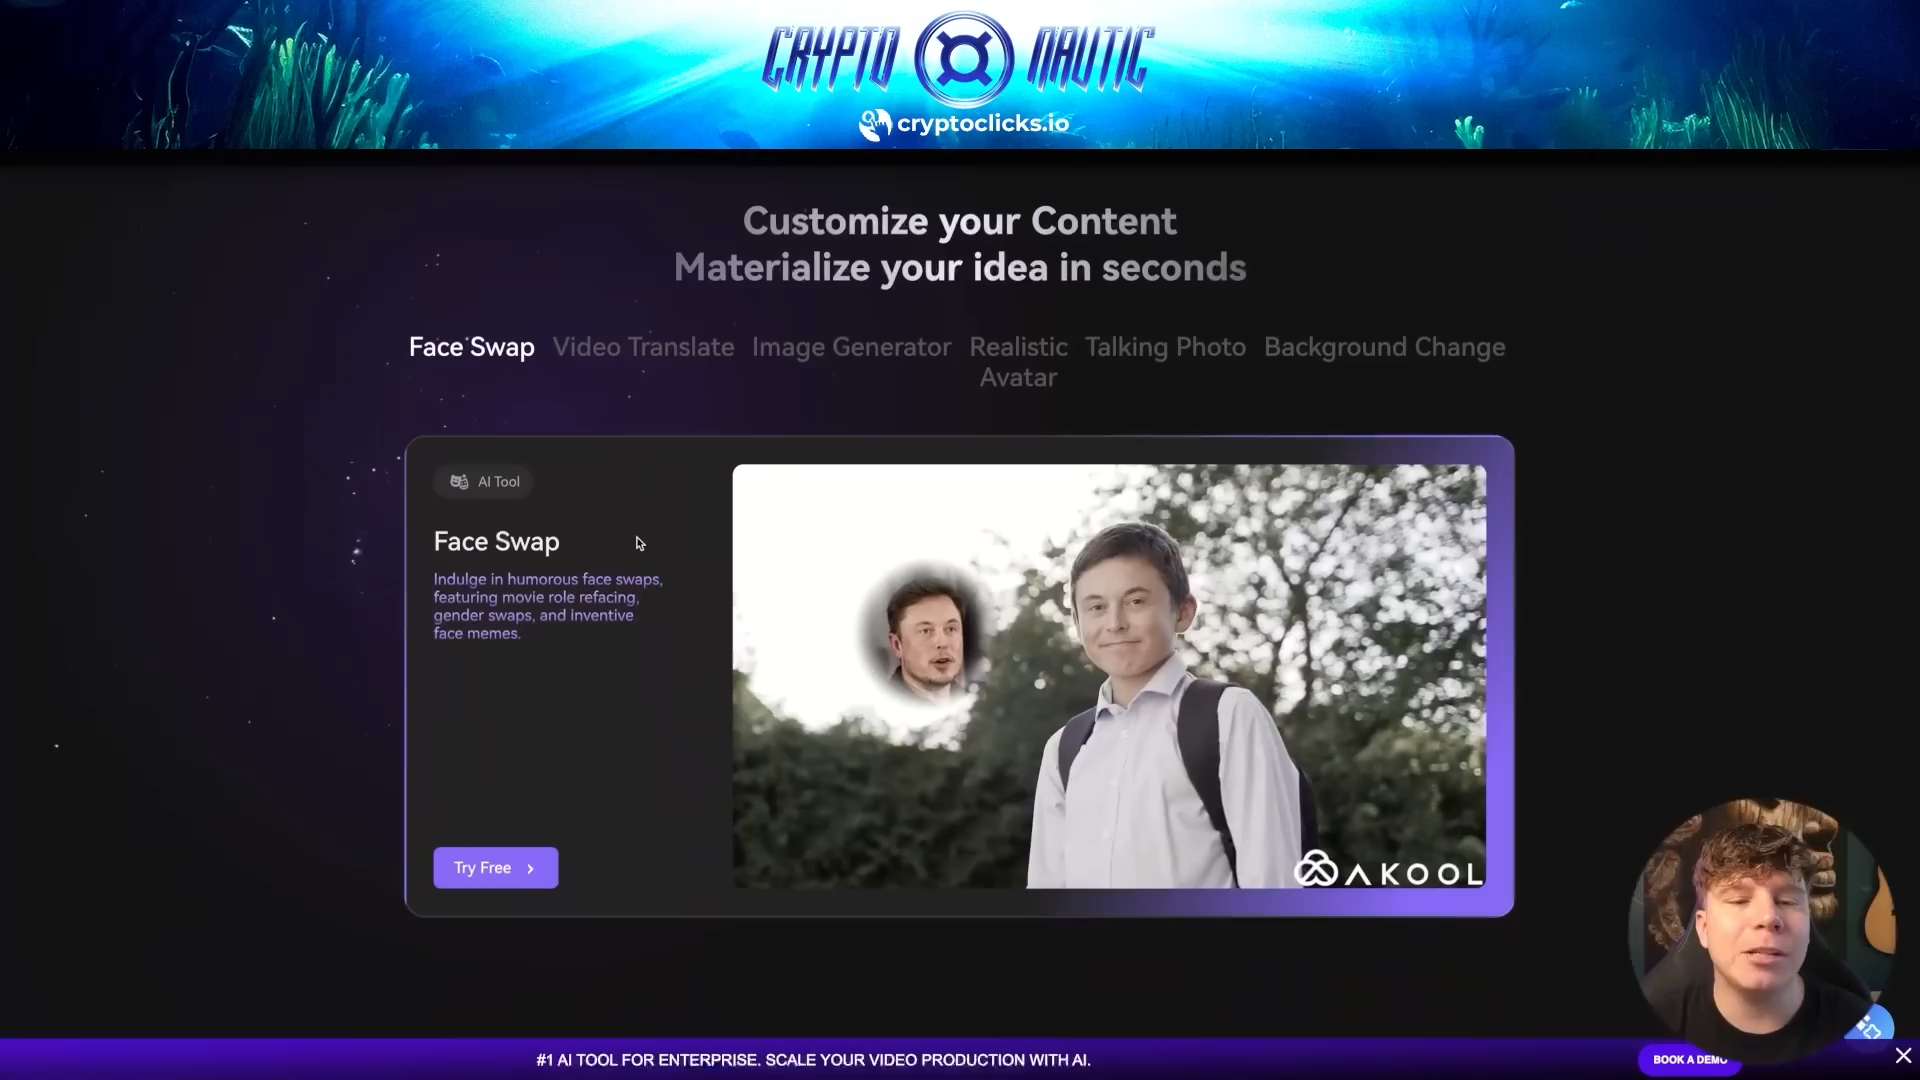 CRYPTO NAUTIC
cryptoclicks.io
Customize your Content
Materialize your idea in seconds
Face Swap Video Translate Image Generator Realistic Avatar Talking Photo Background Change
AI Tool
Face Swap
Indulge in humorous face swaps,
featuring movie role refacing,
gender swaps, and inventive
face memes.
Try Free
AKOOL
#1 AI TOOL FOR ENTERPRISE. SCALE YOUR VIDEO PRODUCTION WITH AI.
BOOK A DEMO